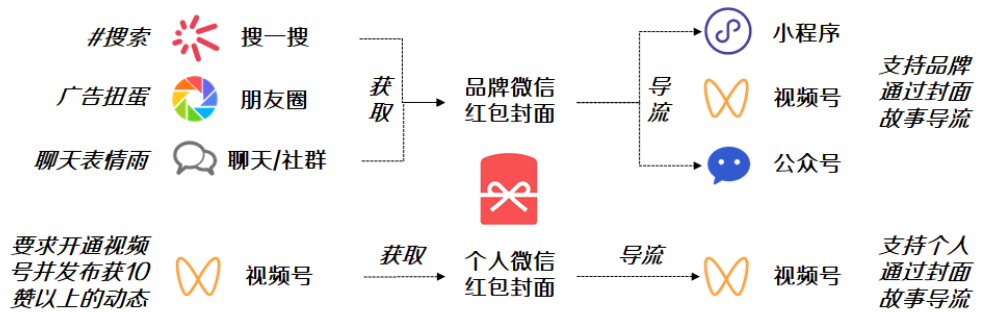 #搜索
搜一搜
广告扭蛋
朋友圈
聊天表情雨
聊天/社群
获
取
品牌微信
红包封面
导
流
小程序
视频号
公众号
支持品牌
通过封面
故事导流
要求开通视频
号并发布获10
赞以上的动态
视频号
获取
个人微信
红包封面
导流
视频号
支持个人
通过封面
故事导流